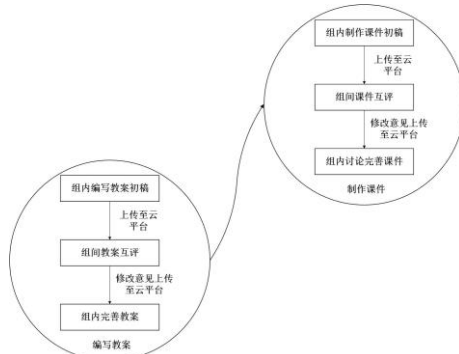 组内制作课件初稿
上传至云
平台
组间课件互评
修改意见上传
至云平台
组内讨论完善课件
制作课件
组内编写教案初稿
上传至云
平台
组间教案互评
修改意见上传
至云平台
组内完善教案
编写教案